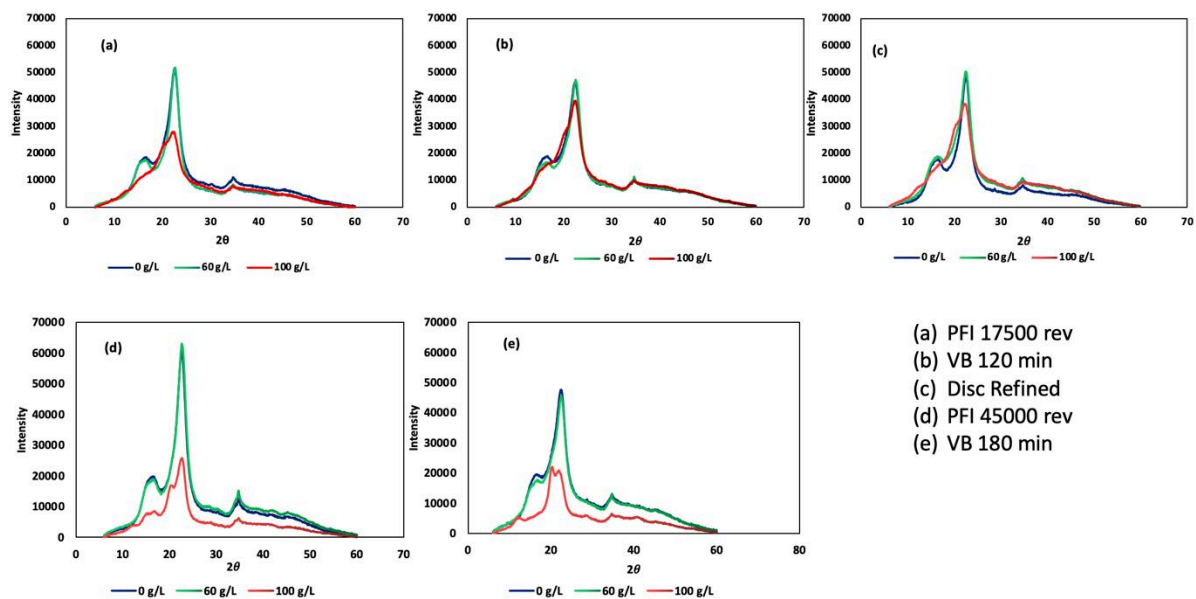 (a)
70000
60000
50000
40000
30000
20000
10000
0
Intensity
0 10 20 30 40 50 60 70
2θ
0 g/L 60 g/L 100 g/L
(b)
70000
60000
50000
40000
30000
20000
10000
0
Intensity
0 10 20 30 40 50 60 70
2θ
0 g/L 60 g/L 100 g/L
(c)
70000
60000
50000
40000
30000
20000
10000
0
Intensity
0 10 20 30 40 50 60 70
2θ
0 g/L 60 g/L 100 g/L
(d)
70000
60000
50000
40000
30000
20000
10000
0
Intensity
0 10 20 30 40 50 60 70
2θ
0 g/L 60 g/L 100 g/L
(e)
70000
60000
50000
40000
30000
20000
10000
0
Intensity
0 20 40 60 80
2θ
0 g/L 60 g/L 100 g/L
(a) PFI 17500 rev
(b) VB 120 min
(c) Disc Refined
(d) PFI 45000 rev
(e) VB 180 min